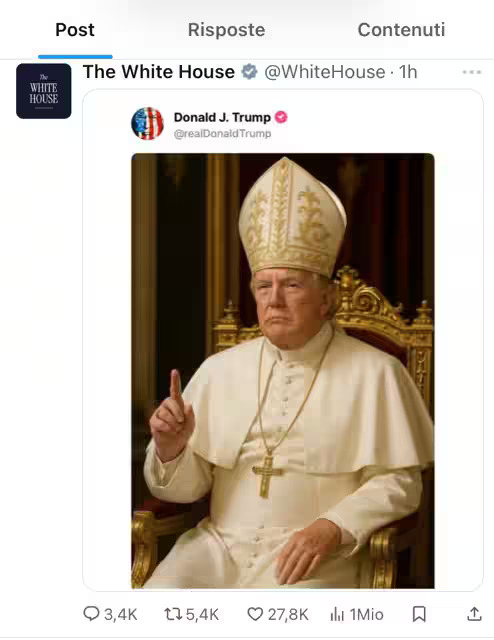 Post Risposte Contenuti
The White House @WhiteHouse · 1h
The
WHITE
HOUSE
Donald J. Trump
@realDonaldTrump
3,4K 5,4K 27,8K 1Mio